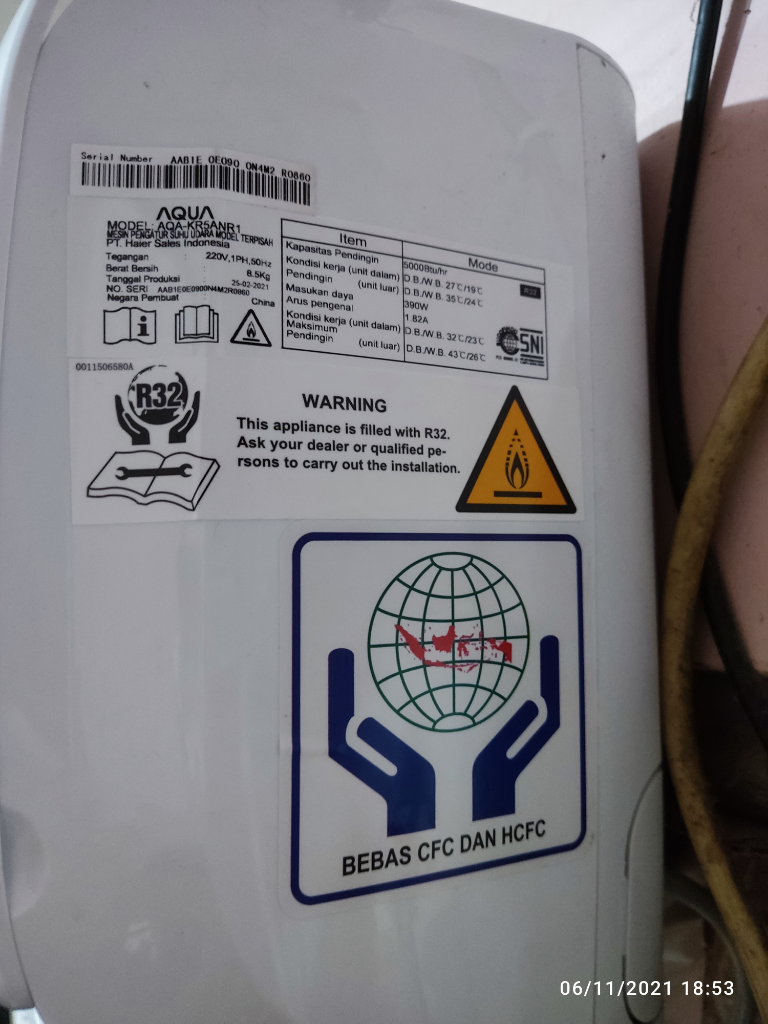 Serial Number AAB1E 0E090 0N4M2 R0860
AQUA
MODEL: AQA-KR5ANR1
MESIN PENGATUR SUHU UDARA MODEL TERPISAH
PT. Haier Sales Indonesia
Tegangan : 220V,1PH,50Hz
Berat Bersih : 8.5Kg
Tanggal Produksi : 25-02-2021
NO. SERI AAB1E0E0900N4M2R0860
Negara Pembuat : China
Item Mode
Kapasitas Pendingin 5000Btu/hr
Kondisi kerja (unit dalam) D.B./W.B. 27℃/19℃
Pendingin (unit luar) D.B./W.B. 35℃/24℃
Masukan daya 390W
Arus pengenal 1.82A
Kondisi kerja (unit dalam) D.B./W.B. 32℃/23℃
Maksimum
Pendingin (unit luar) D.B./W.B. 43℃/26℃
R32
SNI
0011506580A
R32
WARNING
This appliance is filled with R32.
Ask your dealer or qualified pe-
rsons to carry out the installation.
BEBAS CFC DAN HCFC
06/11/2021 18:53